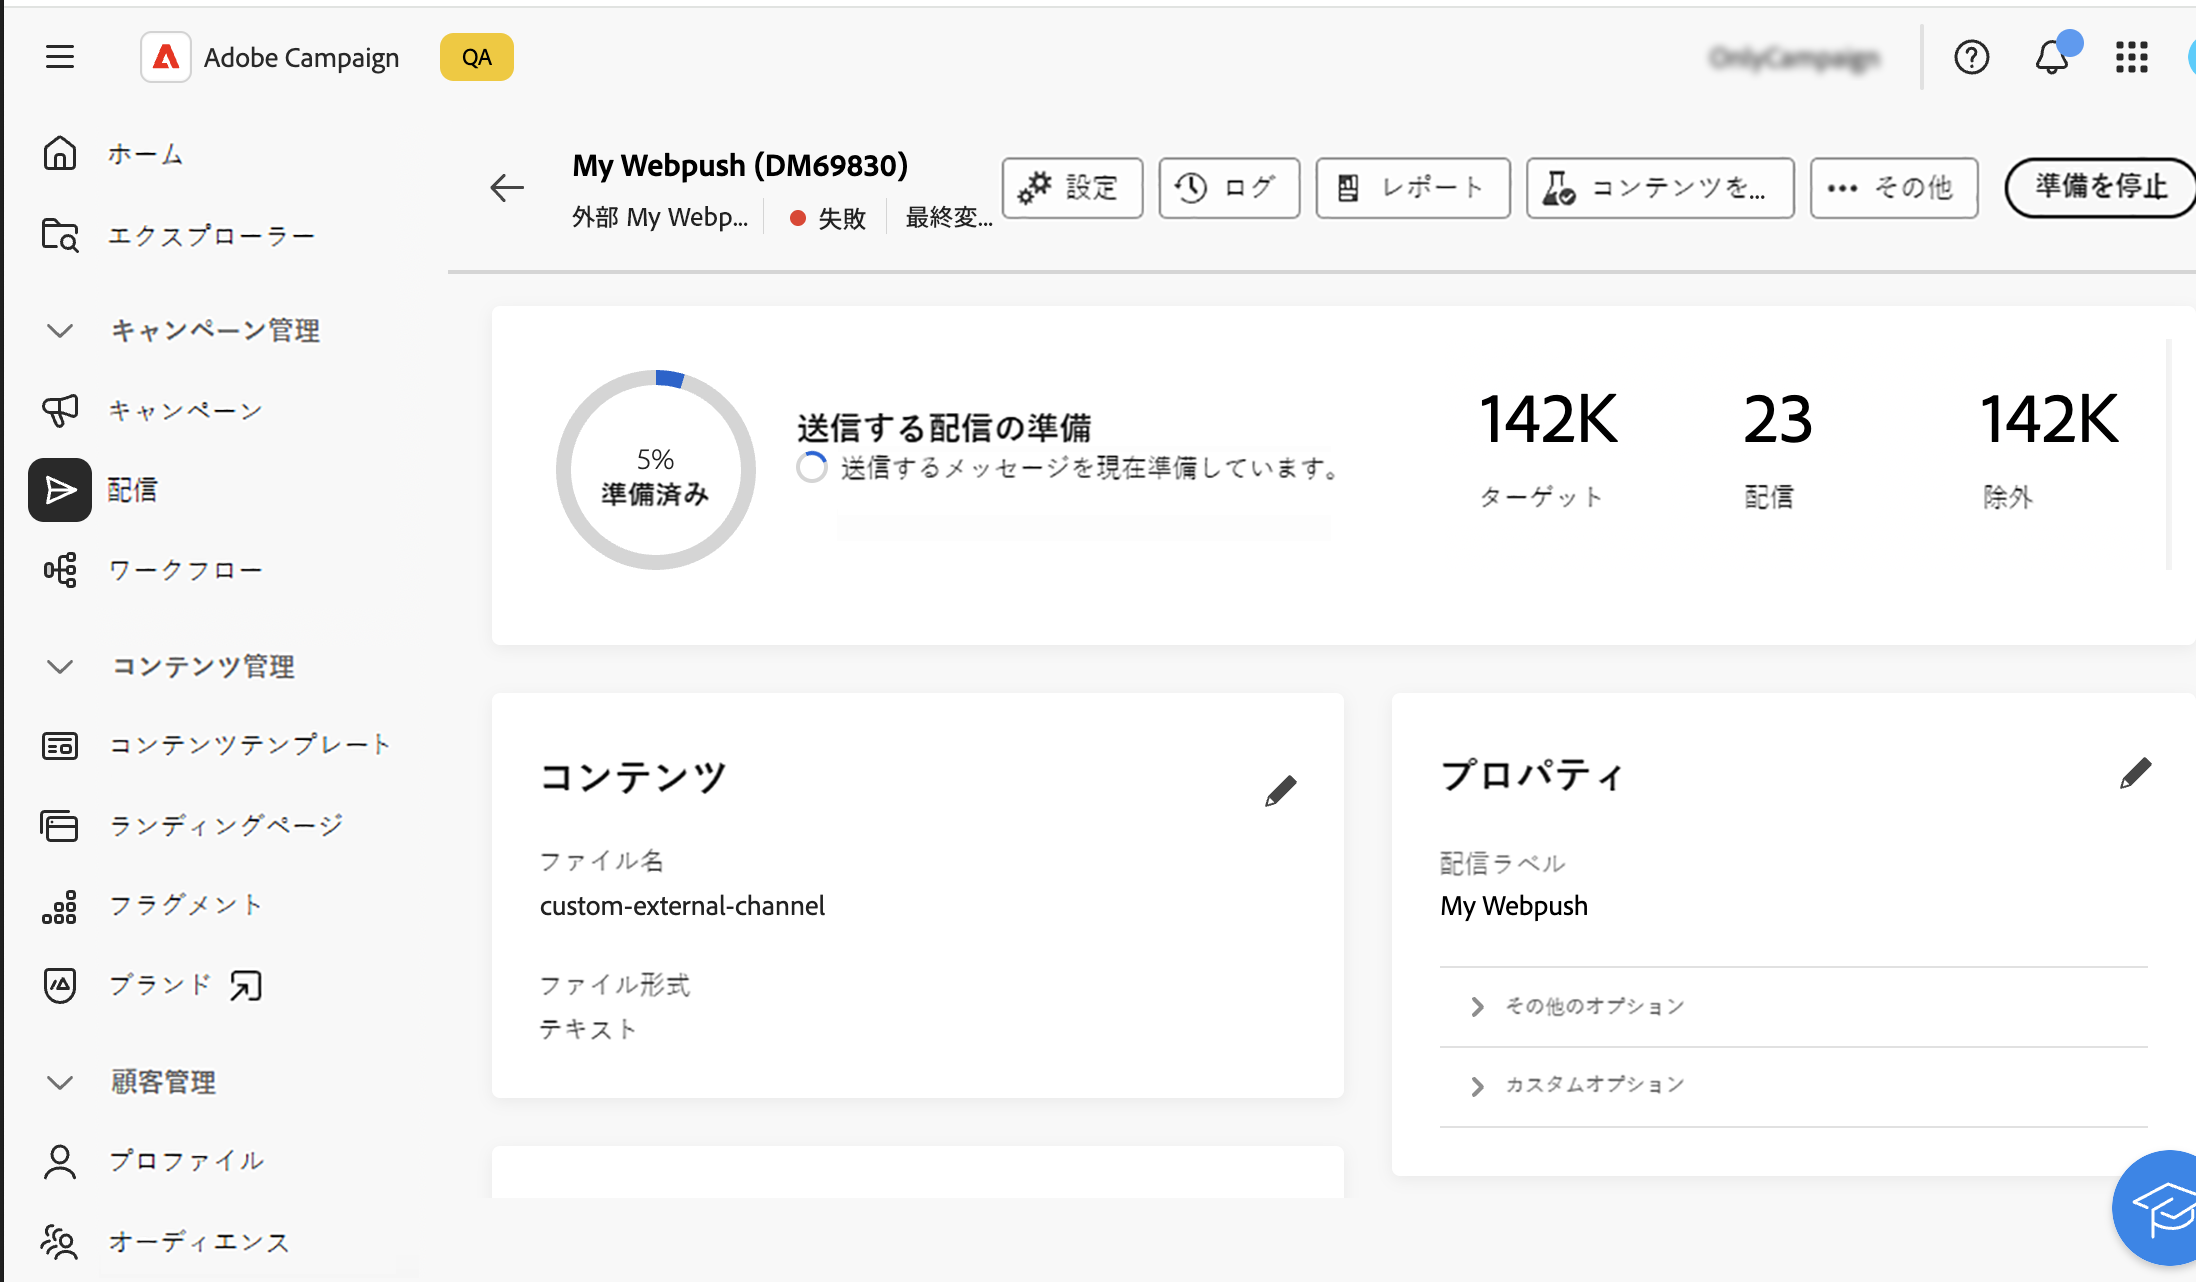 Adobe Campaign
QA
ホーム
エクスプローラー
キャンペーン管理
キャンペーン
配信
ワークフロー
コンテンツ管理
コンテンツテンプレート
ランディングページ
フラグメント
ブランド
顧客管理
プロファイル
オーディエンス
My Webpush (DM69830)
外部 My Webp...
失敗
最終変...
設定
ログ
レポート
コンテンツを...
その他
準備を停止
5%
準備済み
送信する配信の準備
送信するメッセージを現在準備しています。
142K
ターゲット
23
配信
142K
除外
コンテンツ
ファイル名
custom-external-channel
ファイル形式
テキスト
プロパティ
配信ラベル
My Webpush
その他のオプション
カスタムオプション